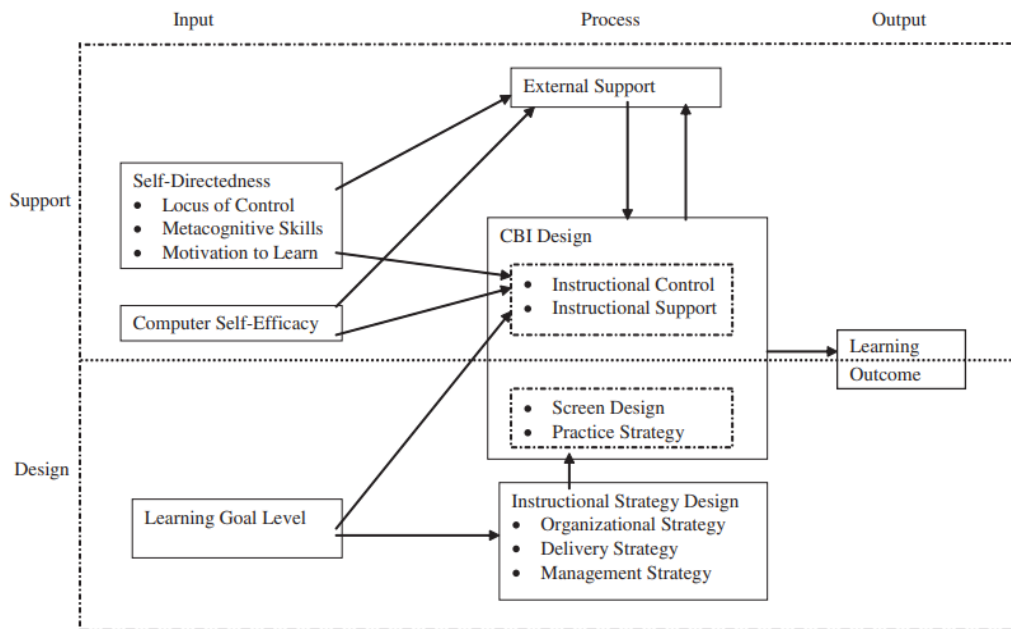 Input Process Output
External Support
Self-Directedness
● Locus of Control
● Metacognitive Skills
● Motivation to Learn
Support
CBI Design
● Instructional Control
● Instructional Support
Computer Self-Efficacy
Learning
Outcome
● Screen Design
● Practice Strategy
Design
Learning Goal Level
Instructional Strategy Design
● Organizational Strategy
● Delivery Strategy
● Management Strategy